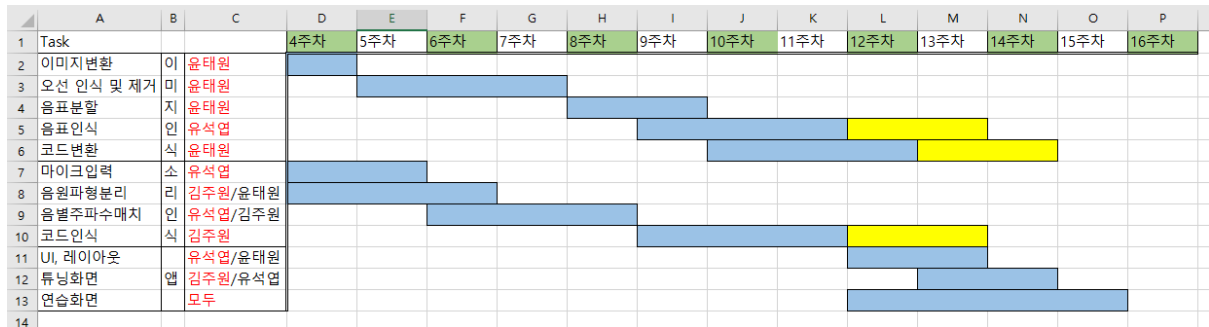 A B C D E F G H I J K L M N O P
1 Task 4주차 5주차 6주차 7주차 8주차 9주차 10주차 11주차 12주차 13주차 14주차 15주차 16주차
2 이미지변환 이 윤태원
3 오선 인식 및 제거 미 윤태원
4 음표분할 지 윤태원
5 음표인식 인 유석엽
6 코드변환 식 윤태원
7 마이크입력 소 유석엽
8 음원파형분리 리 김주원/윤태원
9 음별주파수매치 인 유석엽/김주원
10 코드인식 식 김주원
11 UI, 레이아웃 유석엽/윤태원
12 튜닝화면 앱 김주원/유석엽
13 연습화면 모두
14